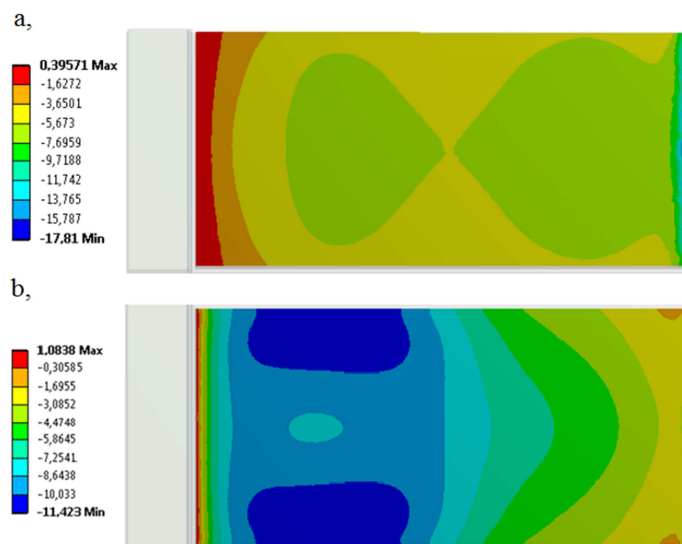 a,
0,39571 Max
-1,6272
-3,6501
-5,673
-7,6959
-9,7188
-11,742
-13,765
-15,787
-17,81 Min
b,
1,0838 Max
-0,30585
-1,6955
-3,0852
-4,4748
-5,8645
-7,2541
-8,6438
-10,033
-11,423 Min